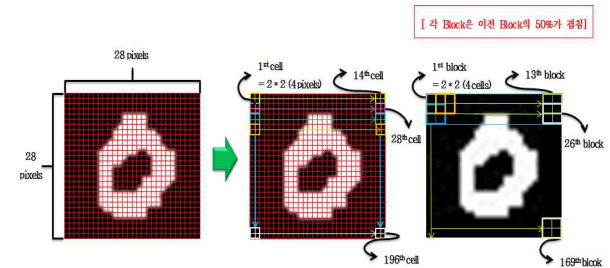 [ 각 Block은 이전 Block의 50%가 겹침]
28 pixels
28
pixels
1st cell
= 2 * 2 (4 pixels)
14th cell
28th cell
196th cell
1st block
= 2 * 2 (4 cells)
13th block
26th block
169th bicok